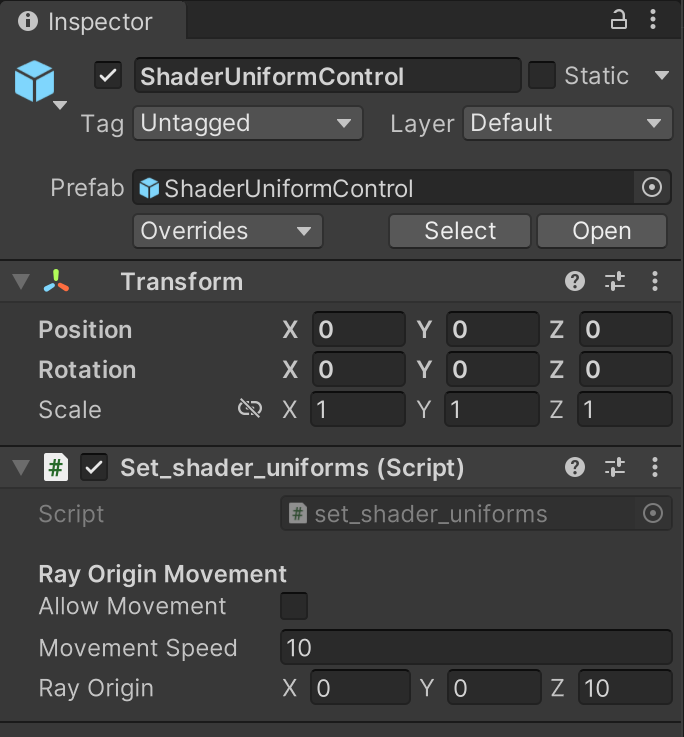 Inspector
ShaderUniformControl Static
Tag Untagged Layer Default
Prefab ShaderUniformControl
Overrides Select Open
Transform
Position X 0 Y 0 Z 0
Rotation X 0 Y 0 Z 0
Scale X 1 Y 1 Z 1
# Set_shader_uniforms (Script)
Script # set_shader_uniforms
Ray Origin Movement
Allow Movement
Movement Speed 10
Ray Origin X 0 Y 0 Z 10